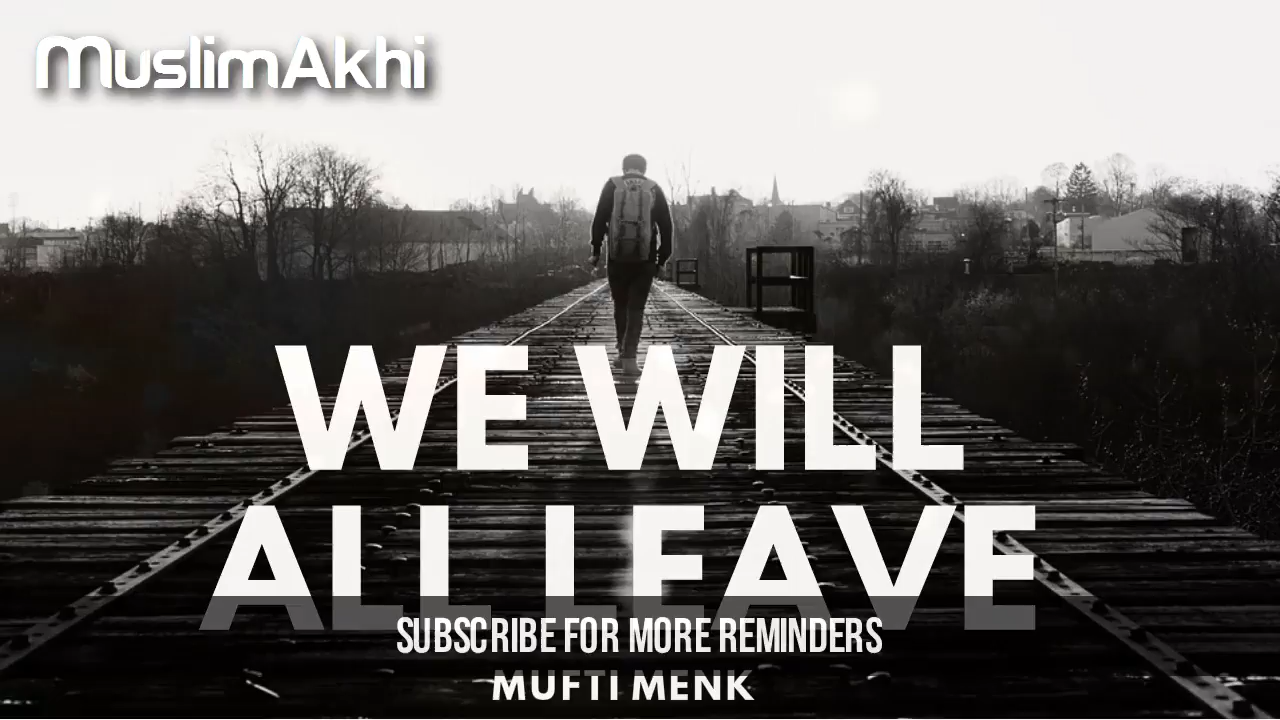 MuslimAkhi
WE WILL
ALL LEAVE
SUBSCRIBE FOR MORE REMINDERS
MUFTI MENK